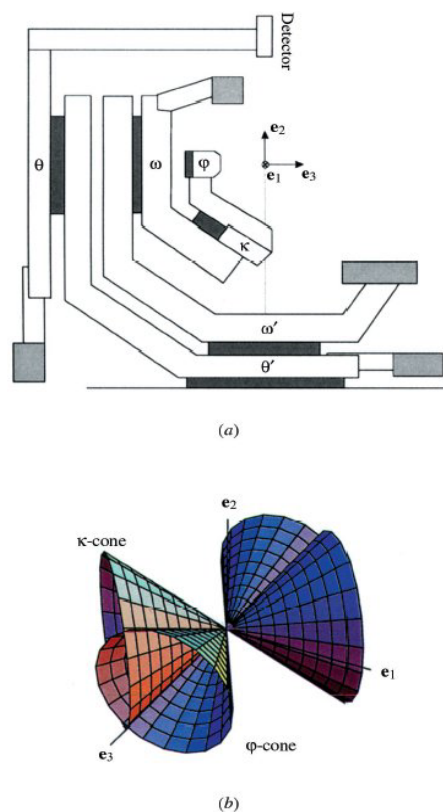 Detector
θ
ω
φ
e₂
e₁
e₃
κ
ω′
θ′
(a)
e₂
κ-cone
e₁
e₃
φ-cone
(b)